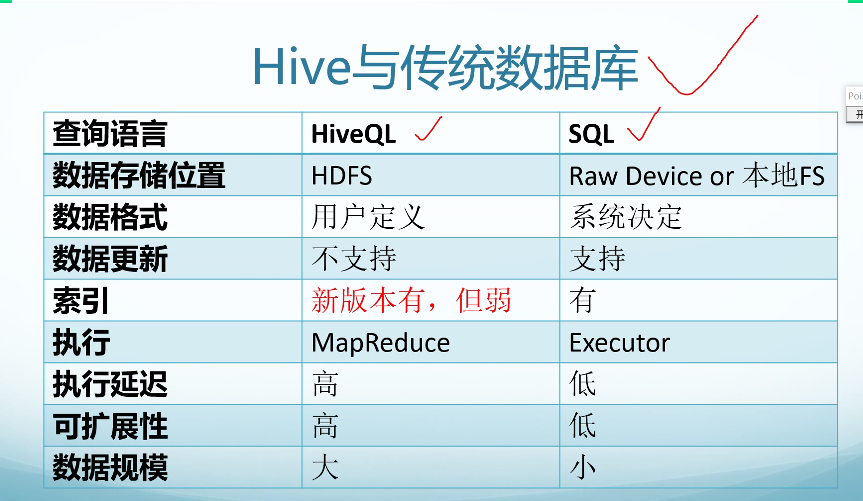 Hive与传统数据库
查询语言 HiveQL SQL
数据存储位置 HDFS Raw Device or 本地FS
数据格式 用户定义 系统决定
数据更新 不支持 支持
索引 新版本有，但弱 有
执行 MapReduce Executor
执行延迟 高 低
可扩展性 高 低
数据规模 大 小